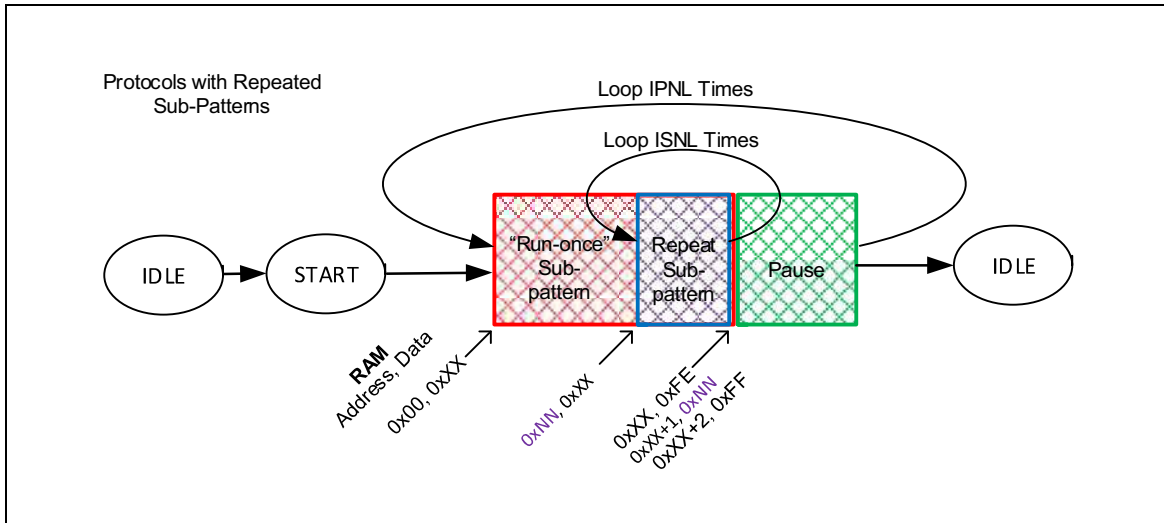 Protocols with Repeated
Sub-Patterns
Loop IPNL Times
Loop ISNL Times
IDLE
START
“Run-once”
Sub-
pattern
Repeat
Sub-
pattern
Pause
IDLE
RAM
Address, Data
0x00, 0xXX
0xNN, 0xXX
0xXX, 0xFE
0xXX+1, 0xNN
0xXX+2, 0xFF